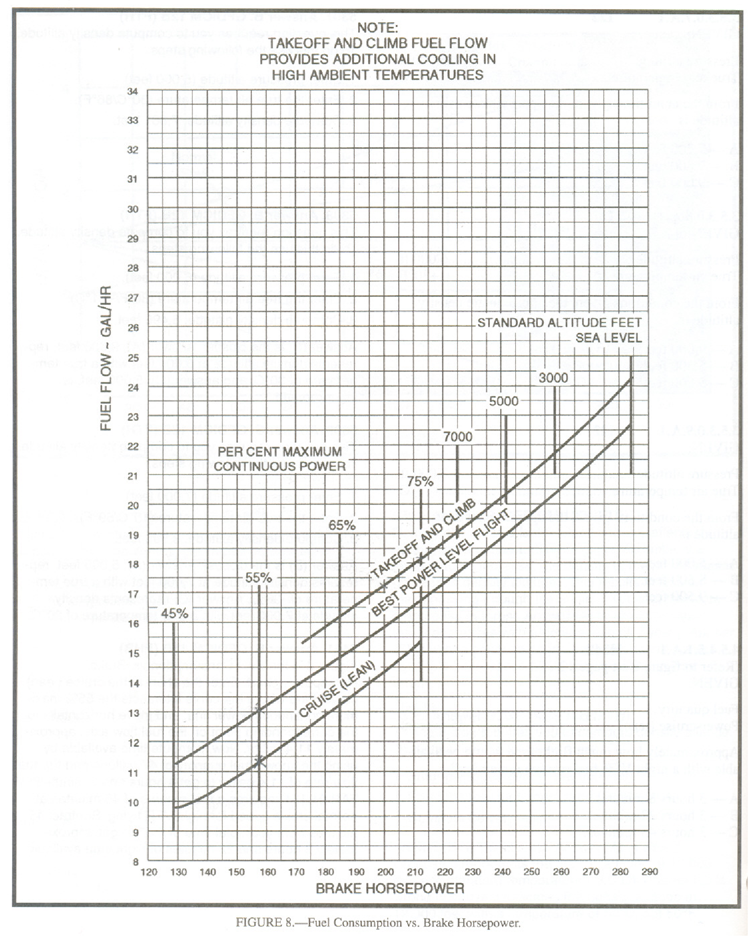 NOTE:
TAKEOFF AND CLIMB FUEL FLOW
PROVIDES ADDITIONAL COOLING IN
HIGH AMBIENT TEMPERATURES
34
33
32
31
30
29
28
27
26
25
24
23
22
21
20
19
18
17
16
15
14
13
12
11
10
9
8
FUEL FLOW ~ GAL/HR
STANDARD ALTITUDE FEET
SEA LEVEL
3000
5000
7000
PER CENT MAXIMUM
CONTINUOUS POWER
75%
65%
55%
45%
TAKEOFF AND CLIMB
BEST POWER LEVEL FLIGHT
CRUISE (LEAN)
120 130 140 150 160 170 180 190 200 210 220 230 240 250 260 270 280 290
BRAKE HORSEPOWER
FIGURE 8.—Fuel Consumption vs. Brake Horsepower.